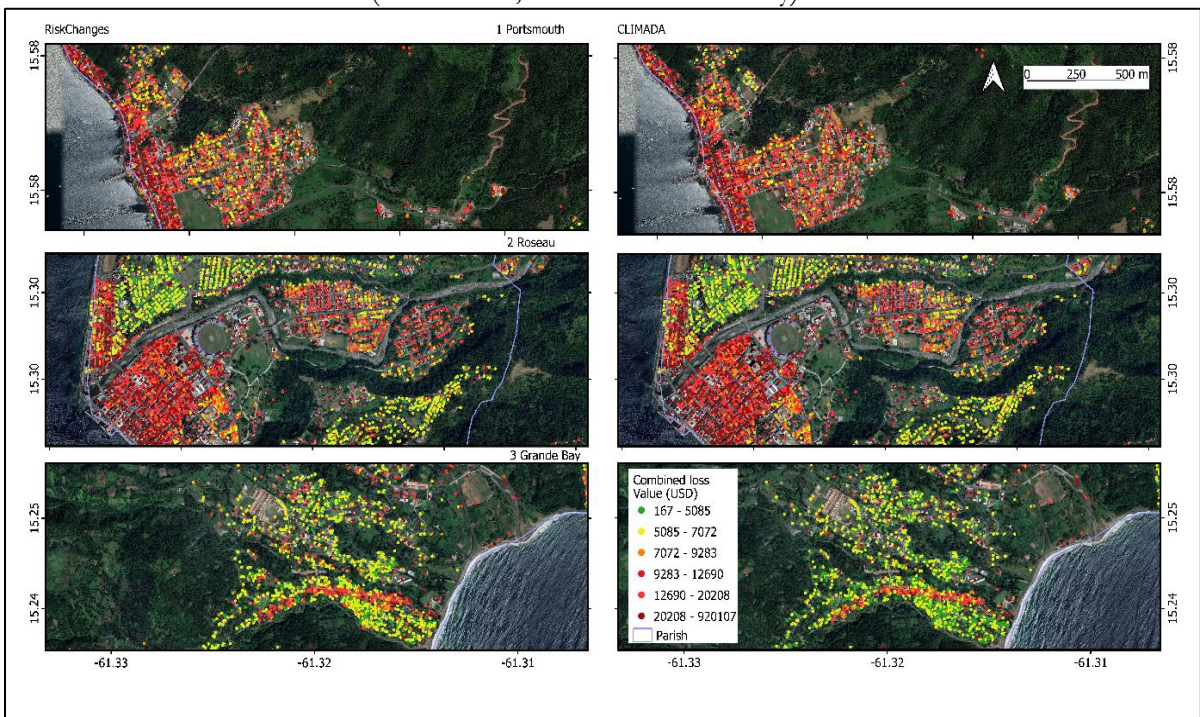 RiskChanges 1 Portsmouth CLIMADA
15.58 15.58
0 250 500 m
15.58 15.58
2 Roseau
15.30 15.30
15.30 15.30
3 Grande Bay
Combined loss
Value (USD)
167 - 5085
5085 - 7072
7072 - 9283
9283 - 12690
12690 - 20208
20208 - 920107
Parish
15.25 15.25
15.24 15.24
-61.33 -61.32 -61.31 -61.33 -61.32 -61.31